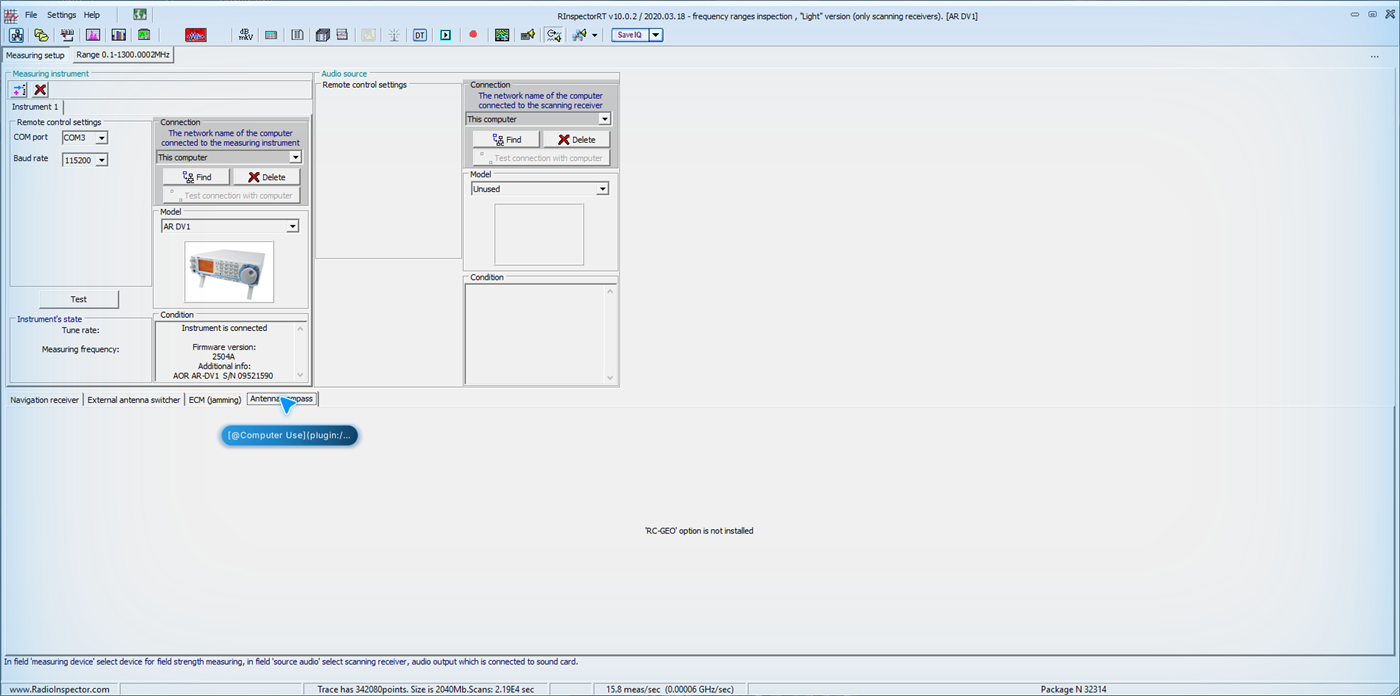 RInspectorRT v10.0.2 / 2020.03.18 - frequency ranges inspection , "Light" version (only scanning receivers). [AR DV1]
File Settings Help
dB mkV DT Save IQ
Measuring setup Range 0.1-1300.0002MHz
...
Measuring instrument
Instrument 1
Remote control settings
COM port COM3
Baud rate 115200
Test
Instrument's state
Tune rate:
Measuring frequency:
Connection
The network name of the computer
connected to the measuring instrument
This computer
Find Delete
Test connection with computer
Model
AR DV1
Condition
Instrument is connected
Firmware version:
2504A
Additional info:
AOR AR-DV1 S/N 09521590
Audio source
Remote control settings
Connection
The network name of the computer
connected to the scanning receiver
This computer
Find Delete
Test connection with computer
Model
Unused
Condition
Navigation receiver External antenna switcher ECM (jamming) Antenna mpass
[@Computer Use](plugin:/...
'RC-GEO' option is not installed
In field 'measuring device' select device for field strength measuring, in field 'source audio' select scanning receiver, audio output which is connected to sound card.
www.RadioInspector.com Trace has 342080points. Size is 2040Mb.Scans: 2.19E4 sec 15.8 meas/sec (0.00006 GHz/sec) Package N 32314